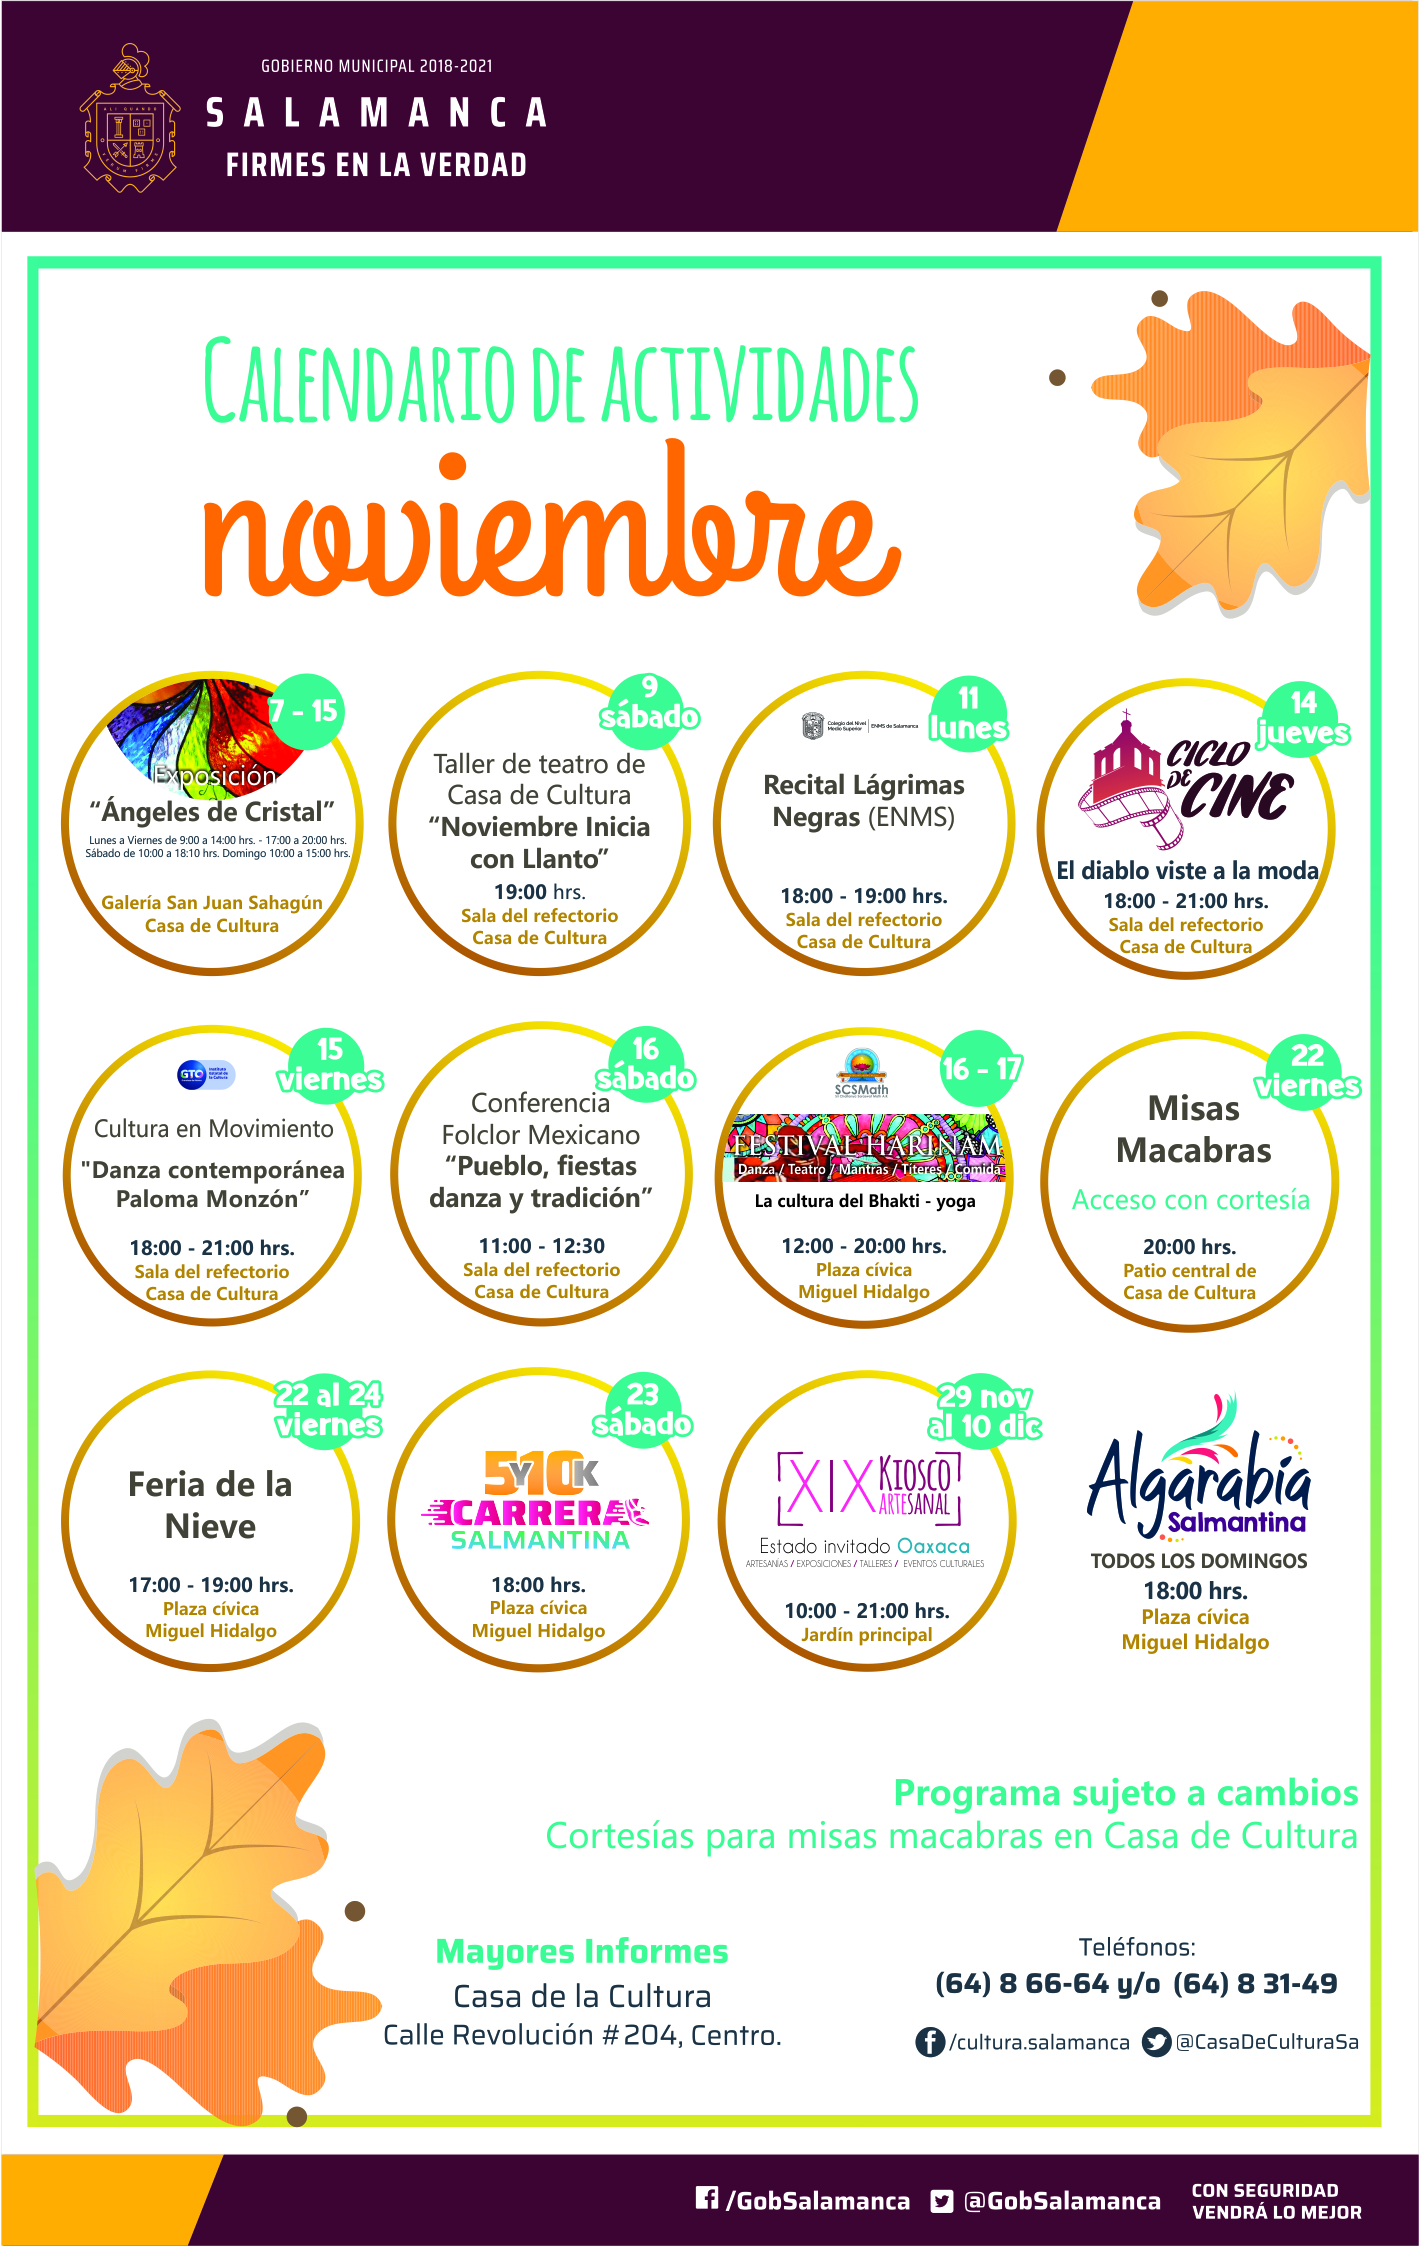 GOBIERNO MUNICIPAL 2018-2021
SALAMANCA
FIRMES EN LA VERDAD
CALENDARIO DE ACTIVIDADES
noviembre
7 - 15
Exposición
“Ángeles de Cristal”
Lunes a Viernes de 9:00 a 14:00 hrs. - 17:00 a 20:00 hrs.
Sábado de 10:00 a 18:10 hrs. Domingo 10:00 a 15:00 hrs.
Galería San Juan Sahagún
Casa de Cultura
9
sábado
Taller de teatro de
Casa de Cultura
“Noviembre Inicia
con Llanto”
19:00 hrs.
Sala del refectorio
Casa de Cultura
11
lunes
Colegio del Nivel
Medio Superior
ENMS de Salamanca
Recital Lágrimas
Negras (ENMS)
18:00 - 19:00 hrs.
Sala del refectorio
Casa de Cultura
14
jueves
CICLO
DE
CINE
El diablo viste a la moda
18:00 - 21:00 hrs.
Sala del refectorio
Casa de Cultura
15
viernes
GTO
Instituto
Estatal de
la Cultura
Cultura en Movimiento
"Danza contemporánea
Paloma Monzón”
18:00 - 21:00 hrs.
Sala del refectorio
Casa de Cultura
16
sábado
Conferencia
Folclor Mexicano
“Pueblo, fiestas
danza y tradición”
11:00 - 12:30
Sala del refectorio
Casa de Cultura
16 - 17
SCSMath
FESTIVAL HARINAM
Danza / Teatro / Mantras / Títeres / Comida
La cultura del Bhakti - yoga
12:00 - 20:00 hrs.
Plaza cívica
Miguel Hidalgo
22
viernes
Misas
Macabras
Acceso con cortesía
20:00 hrs.
Patio central de
Casa de Cultura
22 al 24
viernes
Feria de la
Nieve
17:00 - 19:00 hrs.
Plaza cívica
Miguel Hidalgo
23
sábado
5Y10K
CARRERA
SALMANTINA
18:00 hrs.
Plaza cívica
Miguel Hidalgo
29 nov
al 10 dic
XIX KIOSCO
ARTESANAL
Estado invitado Oaxaca
ARTESANÍAS / EXPOSICIONES / TALLERES / EVENTOS CULTURALES
10:00 - 21:00 hrs.
Jardín principal
Algarabía
Salmantina
TODOS LOS DOMINGOS
18:00 hrs.
Plaza cívica
Miguel Hidalgo
Programa sujeto a cambios
Cortesías para misas macabras en Casa de Cultura
Mayores Informes
Casa de la Cultura
Calle Revolución #204, Centro.
Teléfonos:
(64) 8 66-64 y/o (64) 8 31-49
/cultura.salamanca @CasaDeCulturaSa
/GobSalamanca @GobSalamanca
CON SEGURIDAD
VENDRÁ LO MEJOR